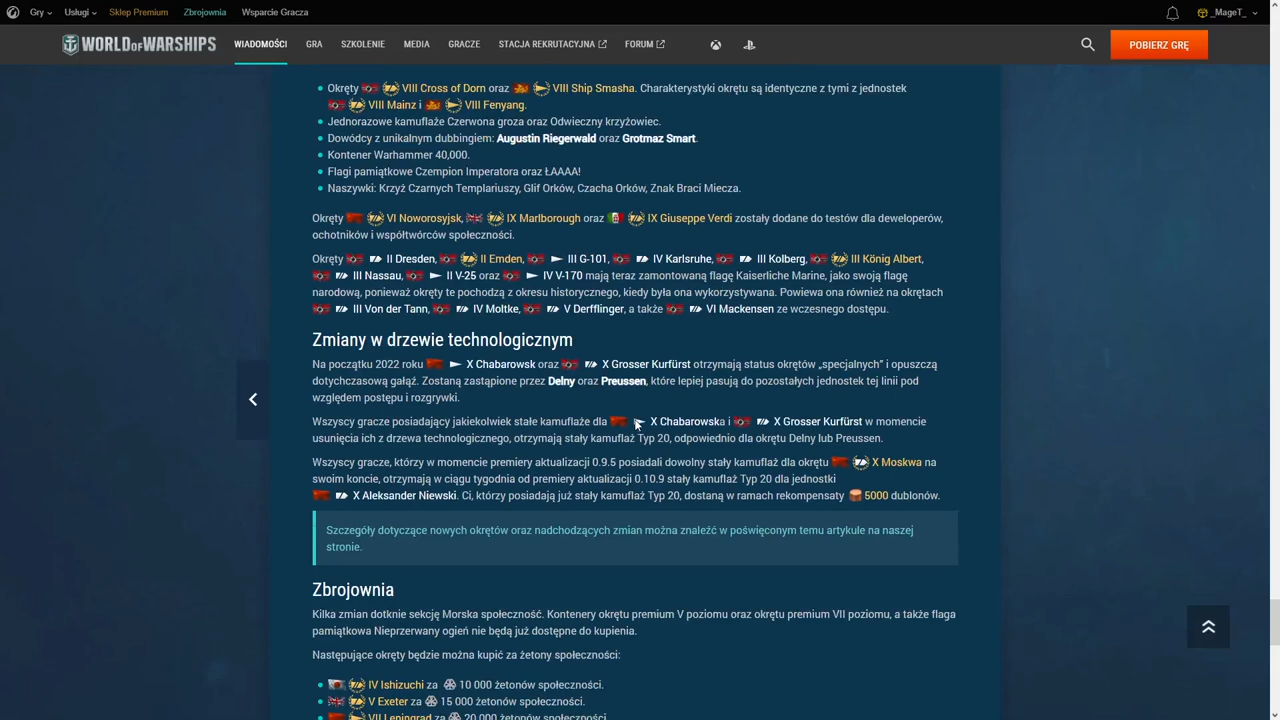 Gry Usługi Sklep Premium Zbrojownia Wsparcie Gracza _MageT_
WORLD OF WARSHIPS WIADOMOŚCI GRA SZKOLENIE MEDIA GRACZE STACJA REKRUTACYJNA FORUM POBIERZ GRĘ
Okręty VIII Cross of Dorn oraz VIII Ship Smasha. Charakterystyki okrętu są identyczne z tymi z jednostek
VIII Mainz i VIII Fenyang.
Jednorazowe kamuflaże Czerwona groza oraz Odwieczny krzyżowiec.
Dowódcy z unikalnym dubbingiem: Augustin Riegerwald oraz Grotmaz Smart.
Kontener Warhammer 40,000.
Flagi pamiątkowe Czempion Imperatora oraz ŁAAAA!
Naszywki: Krzyż Czarnych Templariuszy, Glif Orków, Czacha Orków, Znak Braci Miecza.
Okręty VI Noworosyjsk, IX Marlborough oraz IX Giuseppe Verdi zostały dodane do testów dla deweloperów,
ochotników i współtwórców społeczności.
Okręty II Dresden, II Emden, III G-101, IV Karlsruhe, III Kolberg, III König Albert,
III Nassau, II V-25 oraz IV V-170 mają teraz zamontowaną flagę Kaiserliche Marine, jako swoją flagę
narodową, ponieważ okręty te pochodzą z okresu historycznego, kiedy była ona wykorzystywana. Powiewa ona również na okrętach
III Von der Tann, IV Moltke, V Derfflinger, a także VI Mackensen ze wczesnego dostępu.
Zmiany w drzewie technologicznym
Na początku 2022 roku X Chabarowsk oraz X Grosser Kurfürst otrzymają status okrętów „specjalnych” i opuszczą
dotychczasową gałąź. Zostaną zastąpione przez Delny oraz Preussen, które lepiej pasują do pozostałych jednostek tej linii pod
względem postępu i rozgrywki.
Wszyscy gracze posiadający jakiekolwiek stałe kamuflaże dla X Chabarowska i X Grosser Kurfürst w momencie
usunięcia ich z drzewa technologicznego, otrzymają stały kamuflaż Typ 20, odpowiednio dla okrętu Delny lub Preussen.
Wszyscy gracze, którzy w momencie premiery aktualizacji 0.9.5 posiadali dowolny stały kamuflaż dla okrętu X Moskwa na
swoim koncie, otrzymają w ciągu tygodnia od premiery aktualizacji 0.10.9 stały kamuflaż Typ 20 dla jednostki
X Aleksander Niewski. Ci, którzy posiadają już stały kamuflaż Typ 20, dostaną w ramach rekompensaty 5000 dublonów.
Szczegóły dotyczące nowych okrętów oraz nadchodzących zmian można znaleźć w poświęconym temu artykule na naszej
stronie.
Zbrojownia
Kilka zmian dotknie sekcję Morska społeczność. Kontenery okrętu premium V poziomu oraz okrętu premium VII poziomu, a także flaga
pamiątkowa Nieprzerwany ogień nie będą już dostępne do kupienia.
Następujące okręty będzie można kupić za żetony społeczności:
IV Ishizuchi za 10 000 żetonów społeczności.
V Exeter za 15 000 żetonów społeczności.
VII Leningrad za 20 000 żetonów społeczności.